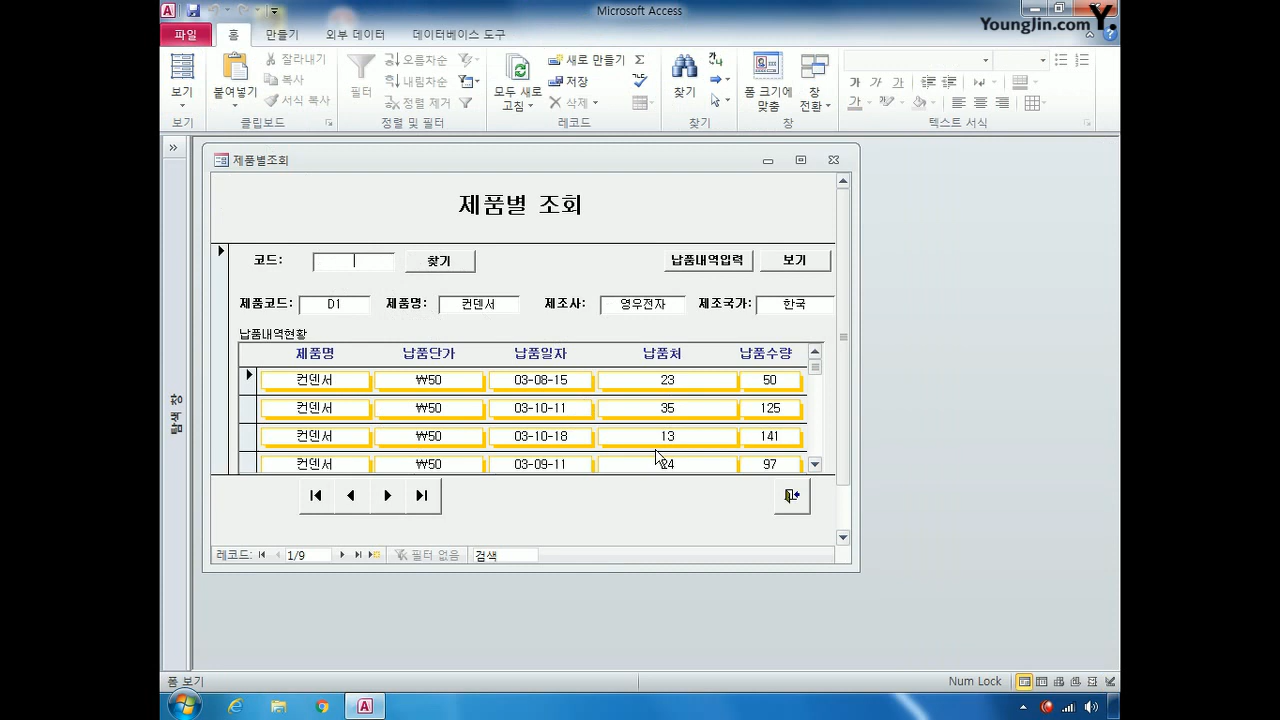 Microsoft Access
Younglin.com Y.
파일 홈 만들기 외부 데이터 데이터베이스 도구
보기 붙여넣기 잘라내기 복사 서식 복사 필터 오름차순 내림차순 정렬 제거 모두 새로 고침 새로 만들기 저장 삭제 찾기 폼 크기에 맞춤 창 전환 가 가 가 가
보기 클립보드 정렬 및 필터 레코드 찾기 창 텍스트 서식
탐색 창
제품별조회
제품별 조회
코드: 찾기 납품내역입력 보기
제품코드: D1 제품명: 컨덴서 제조사: 영우전자 제조국가: 한국
납품내역현황
제품명 납품단가 납품일자 납품처 납품수량
컨덴서 ₩50 03-08-15 23 50
컨덴서 ₩50 03-10-11 35 125
컨덴서 ₩50 03-10-18 13 141
컨덴서 ₩50 03-09-11 24 97
레코드: 1/9 필터 없음 검색
폼 보기 Num Lock